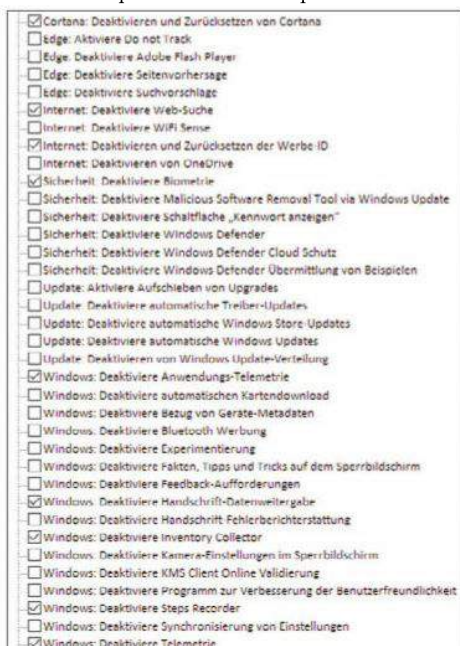 Cortana: Deaktivieren und Zurücksetzen von Cortana
Edge: Aktiviere Do not Track
Edge: Deaktiviere Adobe Flash Player
Edge: Deaktiviere Seitenvorhersage
Edge: Deaktiviere Suchvorschläge
Internet: Deaktiviere Web-Suche
Internet: Deaktiviere WiFi Sense
Internet: Deaktivieren und Zurücksetzen der Werbe-ID
Internet: Deaktivieren von OneDrive
Sicherheit: Deaktiviere Biometrie
Sicherheit: Deaktiviere Malicious Software Removal Tool via Windows Update
Sicherheit: Deaktiviere Schaltfläche „Kennwort anzeigen“
Sicherheit: Deaktiviere Windows Defender
Sicherheit: Deaktiviere Windows Defender Cloud Schutz
Sicherheit: Deaktiviere Windows Defender Übermittlung von Beispielen
Update: Aktiviere Aufschieben von Upgrades
Update: Deaktiviere automatische Treiber-Updates
Update: Deaktiviere automatische Windows Store-Updates
Update: Deaktiviere automatische Windows Updates
Update: Deaktivieren von Windows Update-Verteilung
Windows: Deaktiviere Anwendungs-Telemetrie
Windows: Deaktiviere automatischen Kartendownload
Windows: Deaktiviere Bezug von Geräte-Metadaten
Windows: Deaktiviere Bluetooth Werbung
Windows: Deaktiviere Experimentierung
Windows: Deaktiviere Fakten, Tipps und Tricks auf dem Sperrbildschirm
Windows: Deaktiviere Feedback-Aufforderungen
Windows: Deaktiviere Handschrift-Datenweitergabe
Windows: Deaktiviere Handschrift-Fehlerberichterstattung
Windows: Deaktiviere Inventory Collector
Windows: Deaktiviere Kamera-Einstellungen im Sperrbildschirm
Windows: Deaktiviere KMS Client Online Validierung
Windows: Deaktiviere Programm zur Verbesserung der Benutzerfreundlichkeit
Windows: Deaktiviere Steps Recorder
Windows: Deaktiviere Synchronisierung von Einstellungen
Windows: Deaktiviere Telemetrie